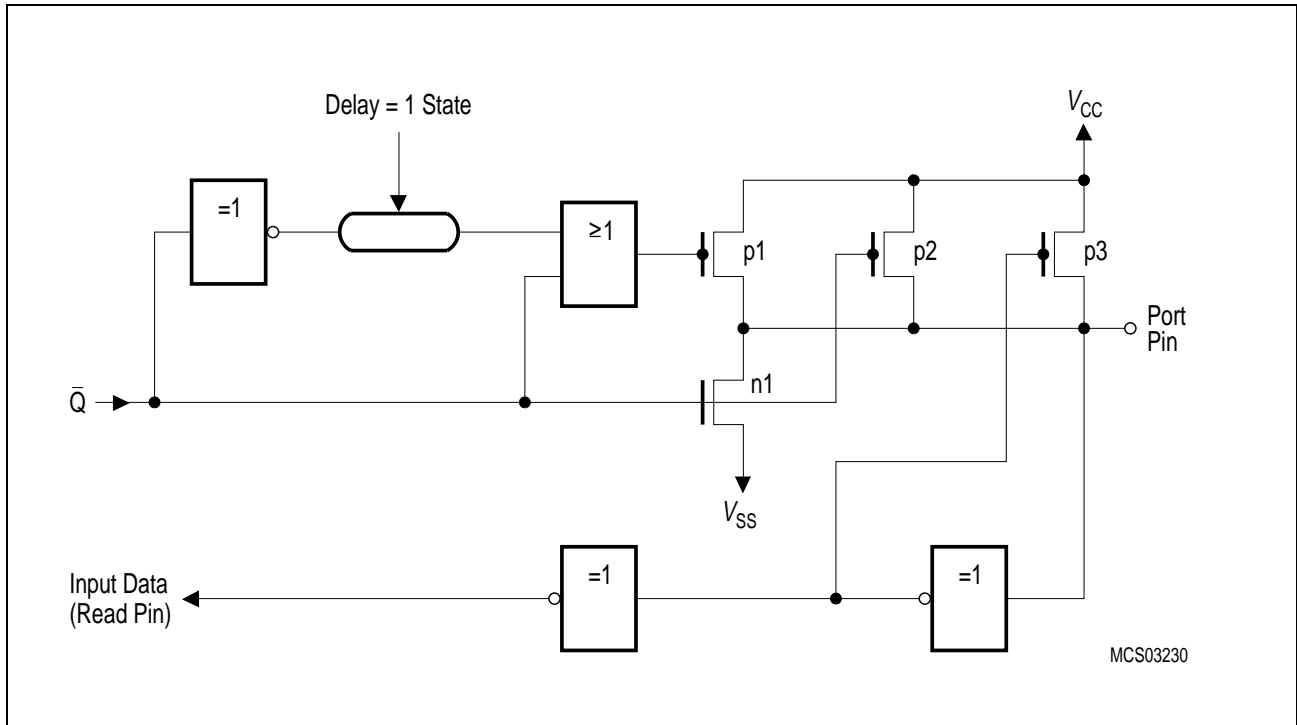 Delay = 1 State
V_CC
=1
≥1
p1
p2
p3
Port
Pin
n1
Q̅
V_SS
=1
=1
Input Data
(Read Pin)
MCS03230